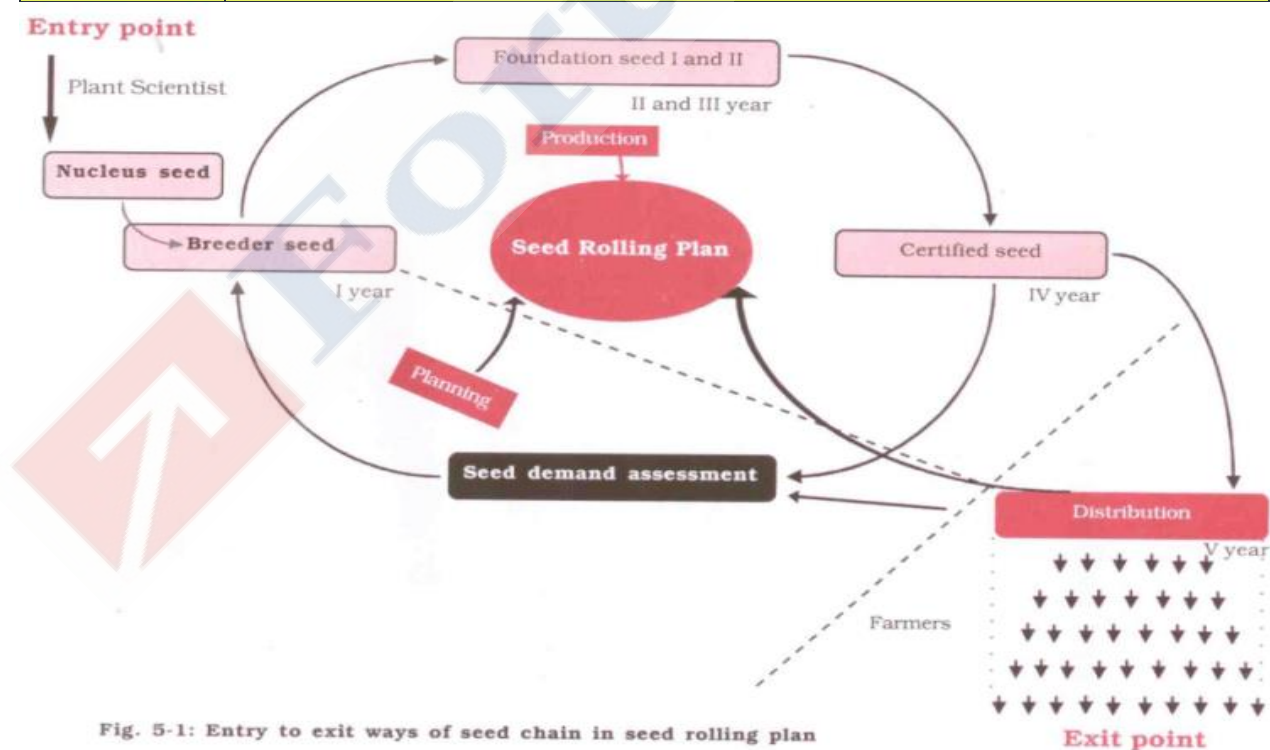 Entry point
Plant Scientist
Nucleus seed
Breeder seed
I year
Foundation seed I and II
II and III year
Production
Seed Rolling Plan
Planning
Certified seed
IV year
Seed demand assessment
Distribution
V year
Farmers
Exit point
Fig. 5-1: Entry to exit ways of seed chain in seed rolling plan
For